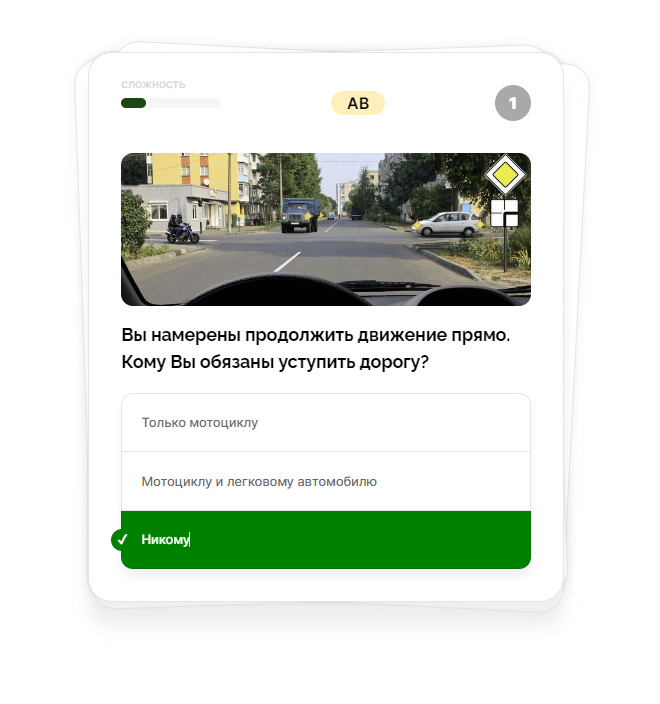 сложность
AB
1
Вы намерены продолжить движение прямо.
Кому Вы обязаны уступить дорогу?
Только мотоциклу
Мотоциклу и легковому автомобилю
Никому